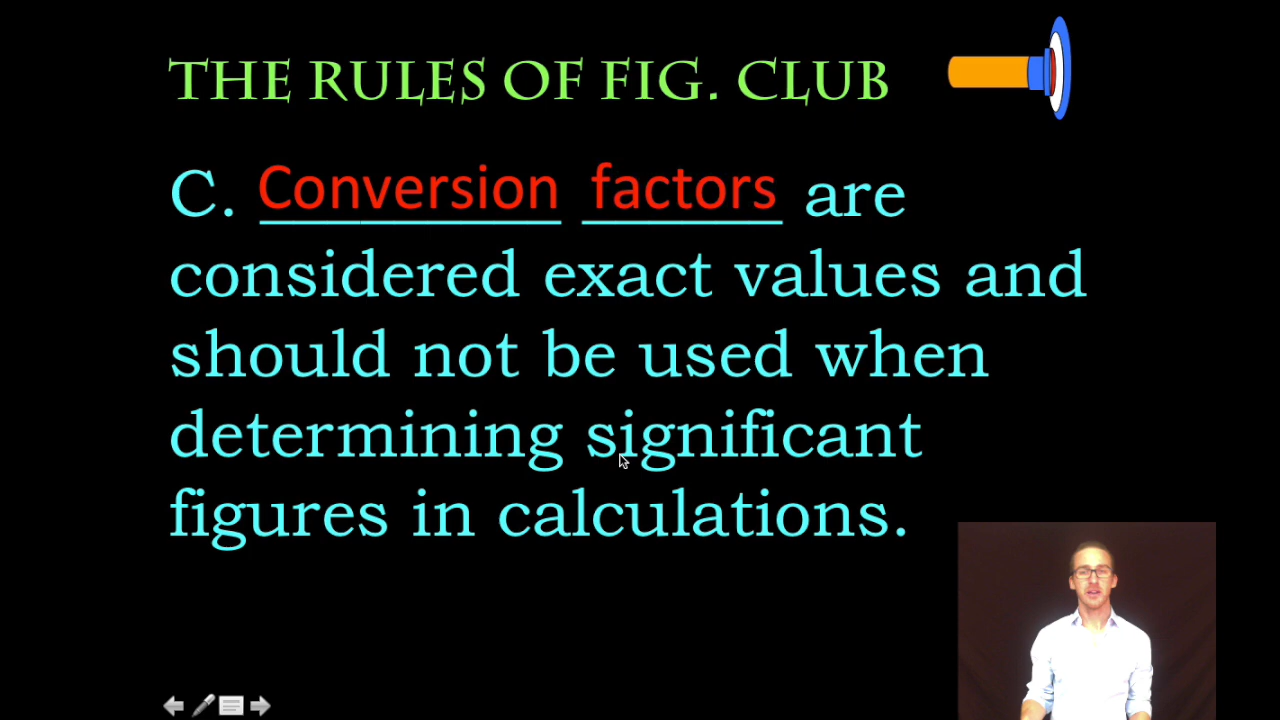 THE RULES OF FIG. CLUB
C. Conversion factors are
considered exact values and
should not be used when
determining significant
figures in calculations.